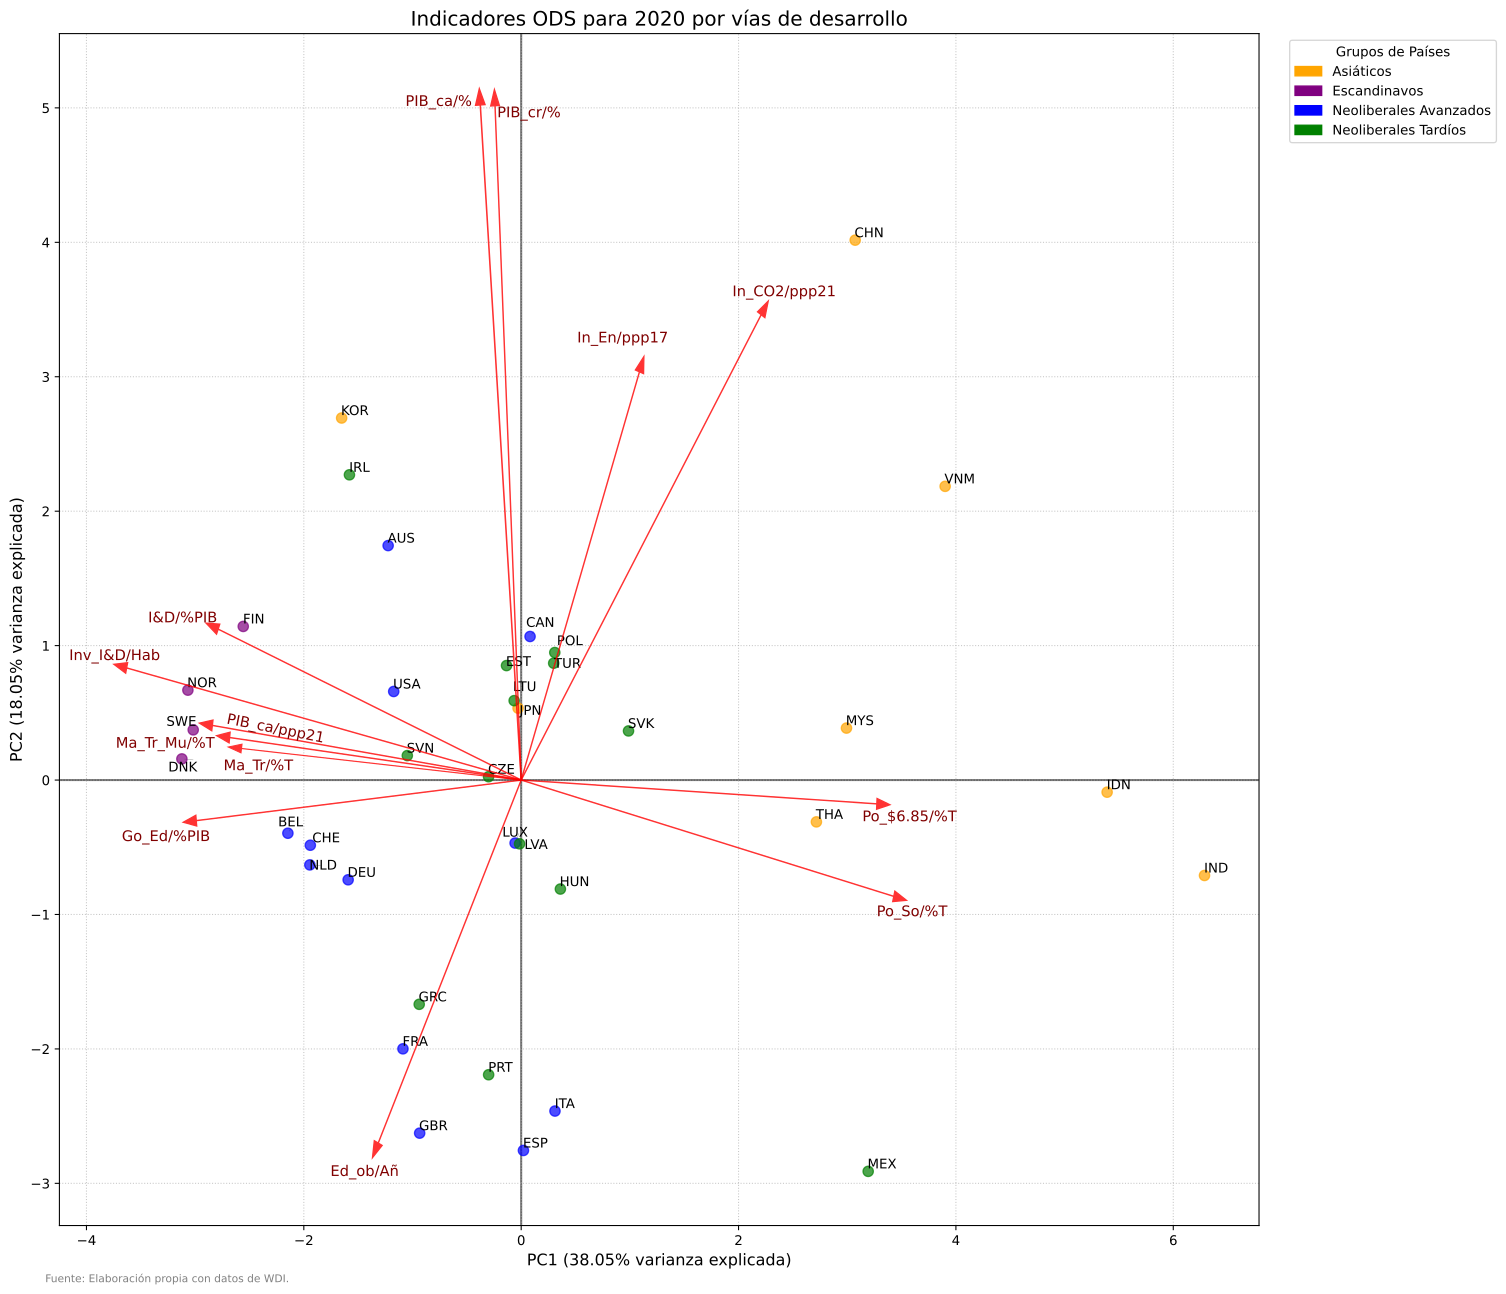 Indicadores ODS para 2020 por vías de desarrollo
Grupos de Países
Asiáticos
Escandinavos
Neoliberales Avanzados
Neoliberales Tardíos
PIB_ca/%
PIB_cr/%
CHN
In_CO2/ppp21
In_En/ppp17
KOR
IRL
VNM
AUS
I&D/%PIB
FIN
CAN
POL
Inv_I&D/Hab
EST
TUR
NOR
USA
LTU
JPN
SWE
PIB_ca/ppp21
SVK
MYS
Ma_Tr_Mu/%T
SVN
DNK
Ma_Tr/%T
CZE
IDN
THA
Po_$6.85/%T
Go_Ed/%PIB
BEL
CHE
LUX
LVA
NLD
DEU
HUN
IND
Po_So/%T
GRC
FRA
PRT
ITA
GBR
ESP
Ed_ob/Añ
MEX
5
4
3
2
1
0
−1
−2
−3
PC2 (18.05% varianza explicada)
−4
−2
0
2
4
6
PC1 (38.05% varianza explicada)
Fuente: Elaboración propia con datos de WDI.